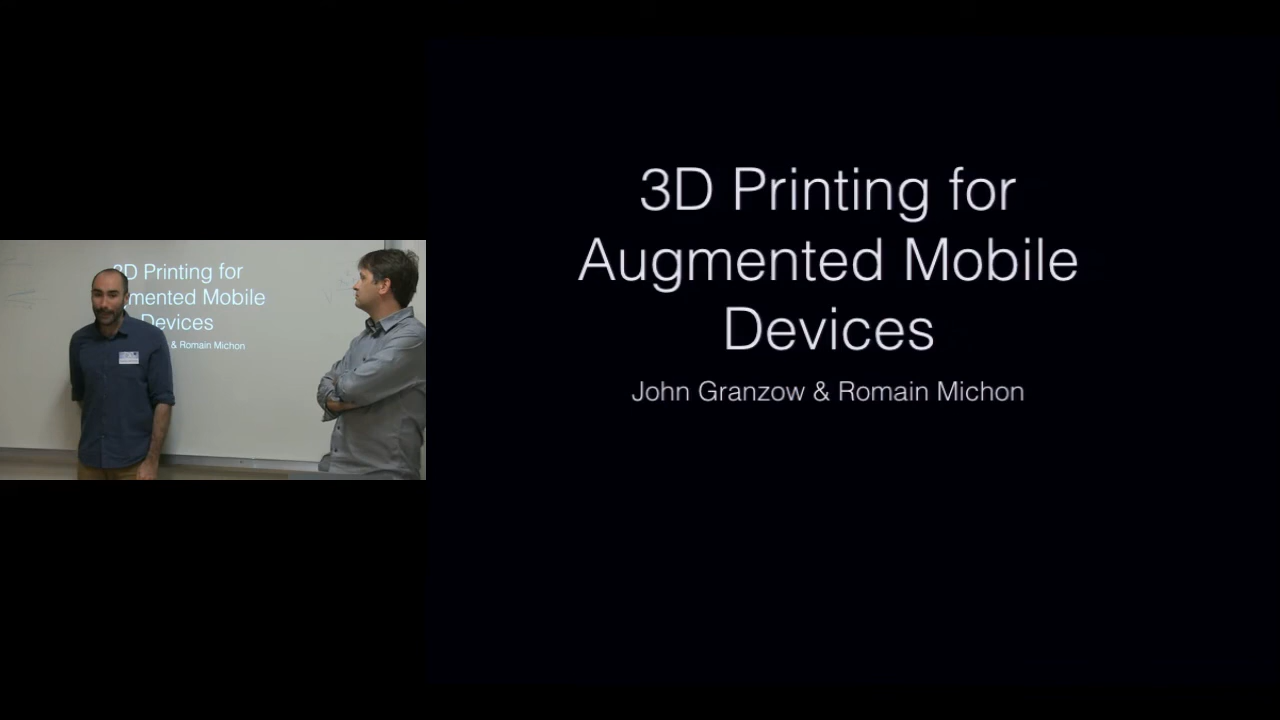 3D Printing for
Augmented Mobile
Devices
John Granzow & Romain Michon
3D Printing for
mented Mobile
Devices
& Romain Michon